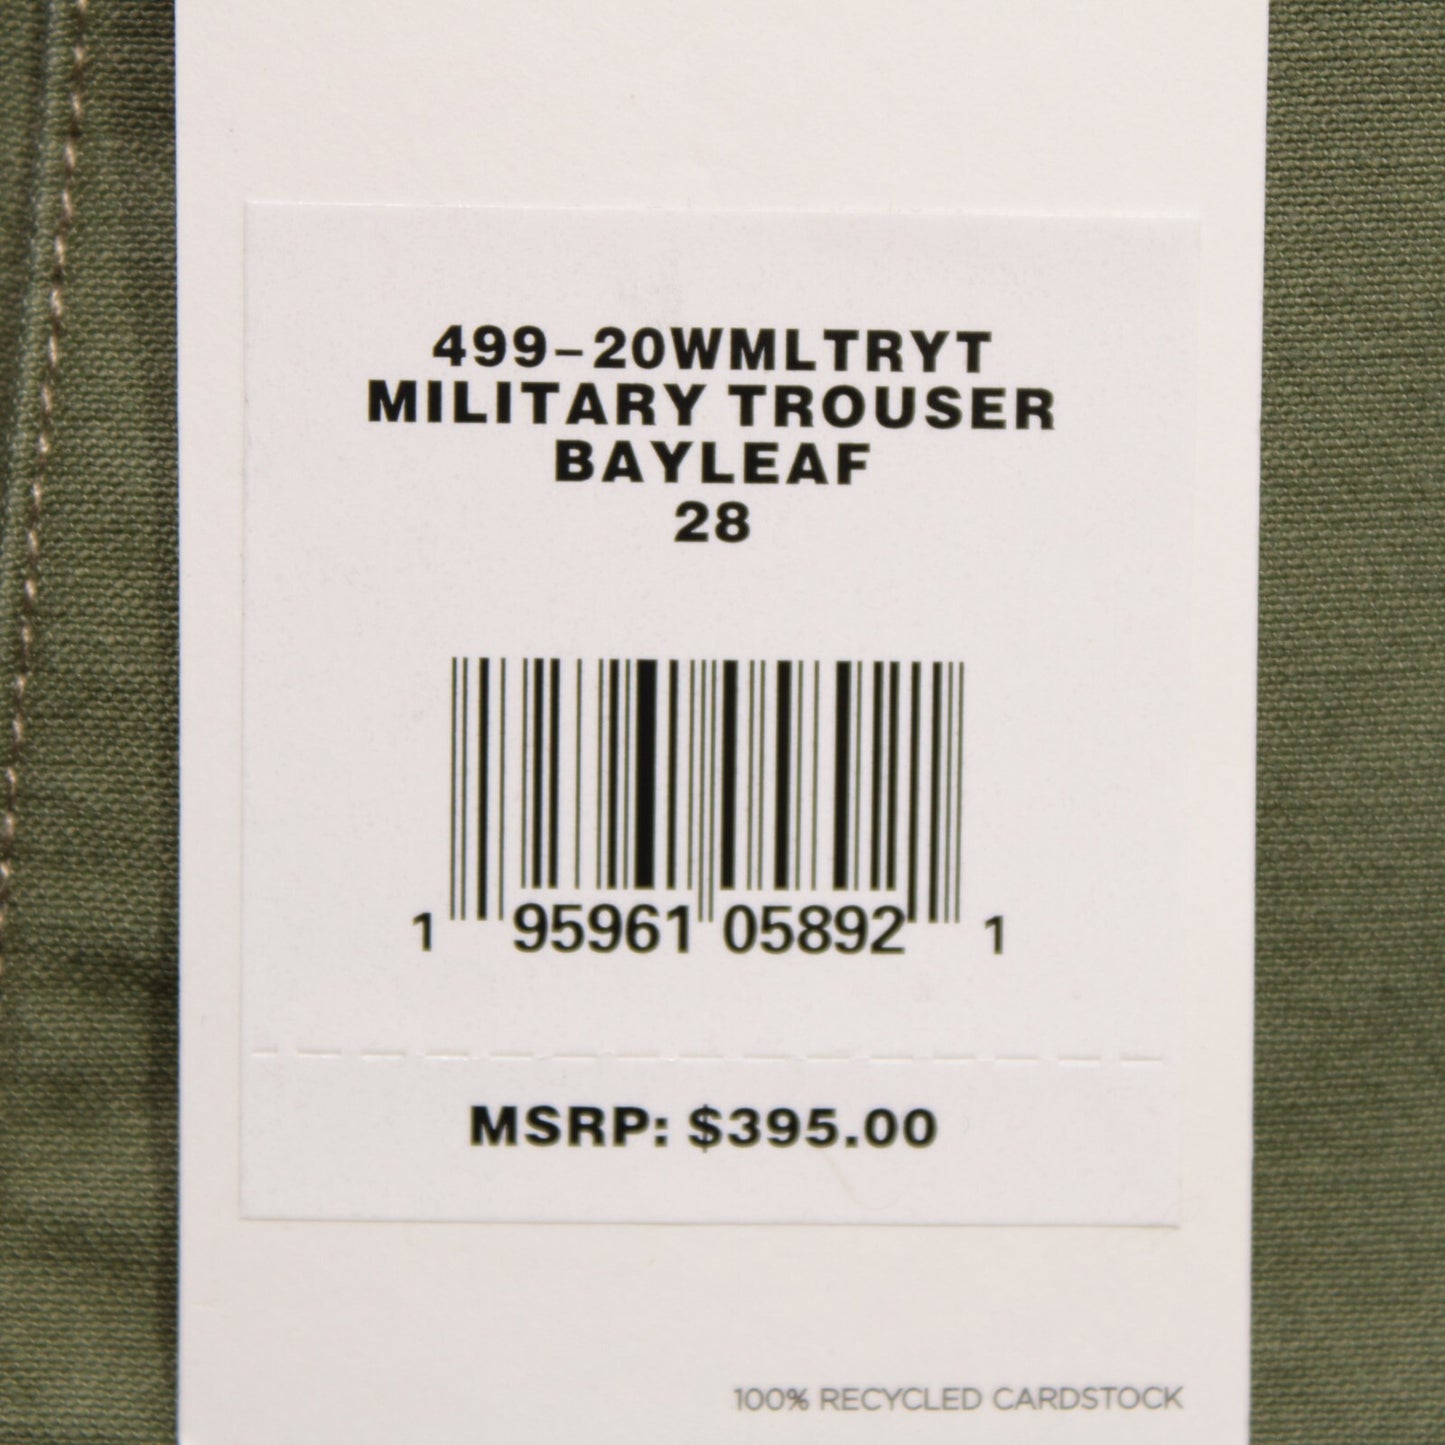 499-20WMLTRYT
MILITARY TROUSER
BAYLEAF
28
1 95961 05892 1
MSRP: $395.00
100% RECYCLED CARDSTOCK